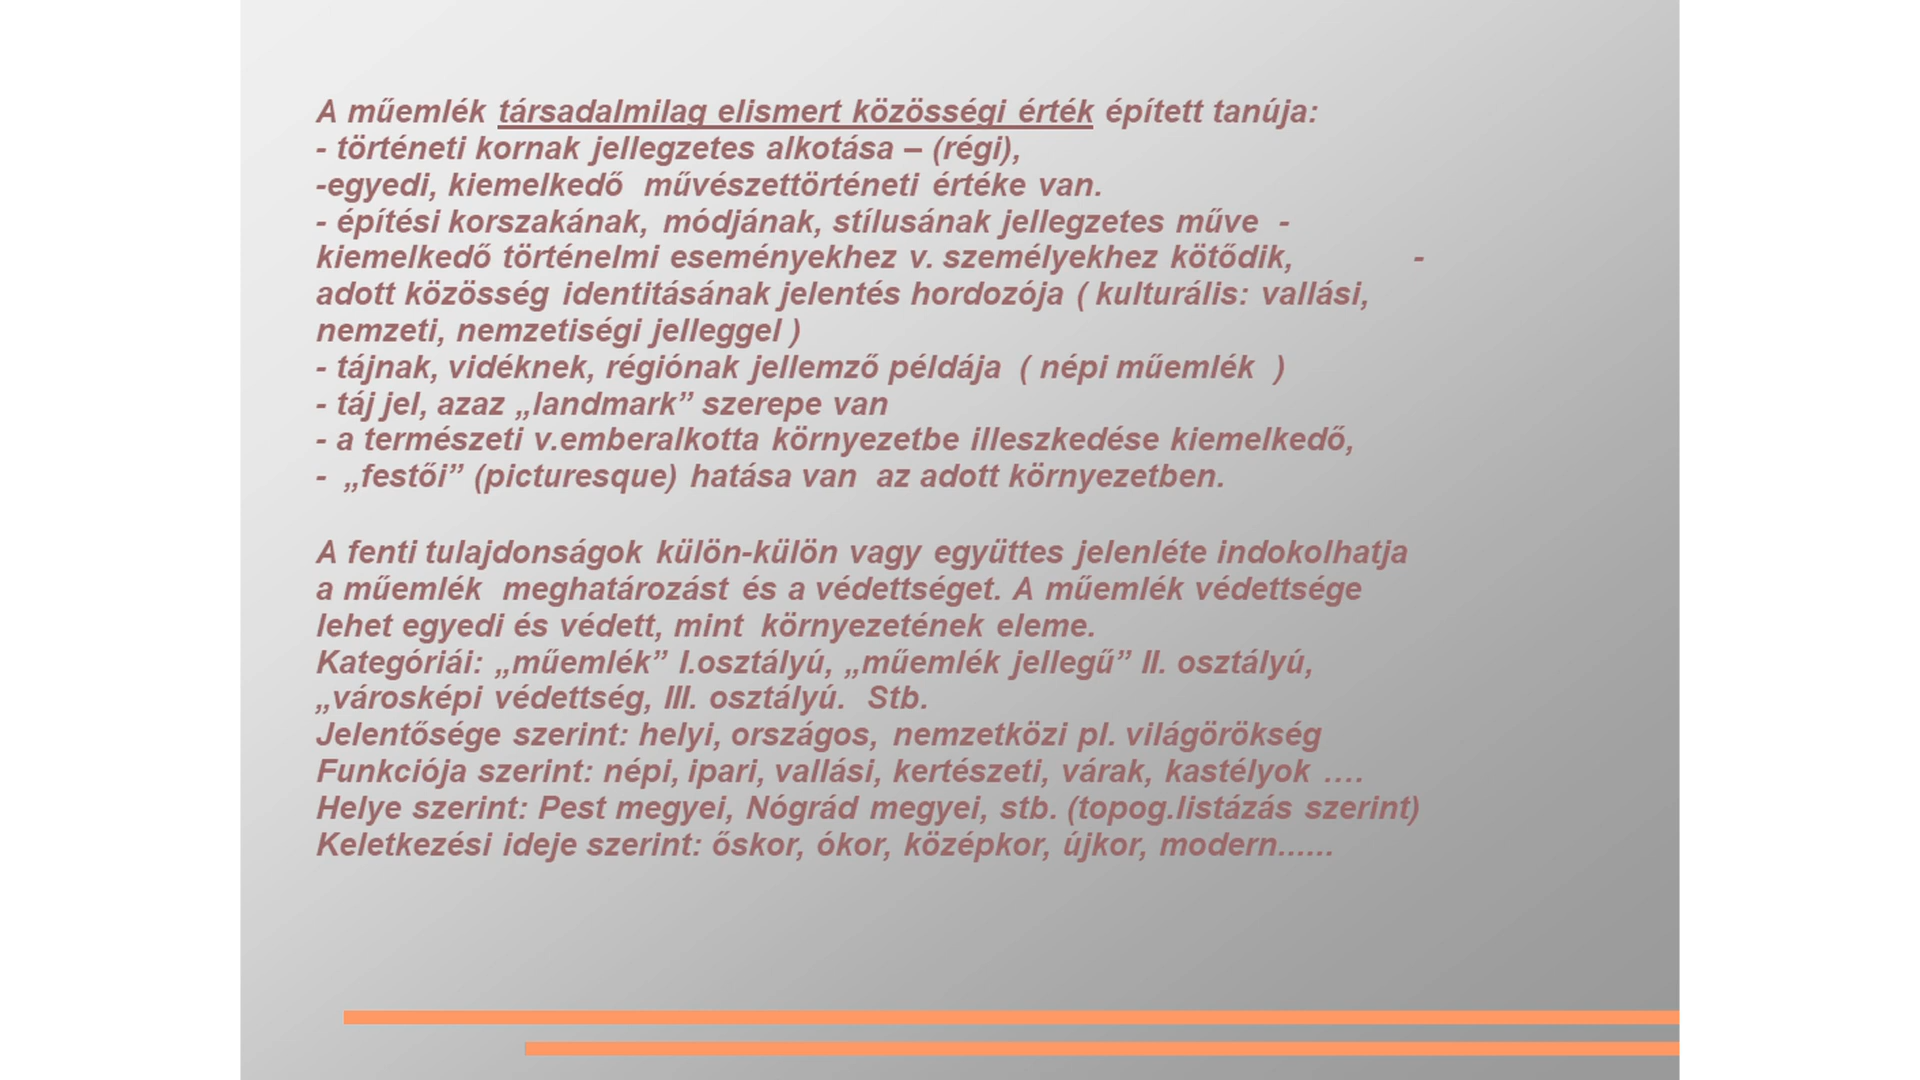 A műemlék társadalmilag elismert közösségi érték épített tanúja:
- történeti kornak jellegzetes alkotása – (régi),
-egyedi, kiemelkedő művészettörténeti értéke van.
- építési korszakának, módjának, stílusának jellegzetes műve -
kiemelkedő történelmi eseményekhez v. személyekhez kötődik, -
adott közösség identitásának jelentés hordozója ( kulturális: vallási,
nemzeti, nemzetiségi jelleggel )
- tájnak, vidéknek, régiónak jellemző példája ( népi műemlék )
- táj jel, azaz „landmark” szerepe van
- a természeti v.emberalkotta környezetbe illeszkedése kiemelkedő,
- „festői” (picturesque) hatása van az adott környezetben.
A fenti tulajdonságok külön-külön vagy együttes jelenléte indokolhatja
a műemlék meghatározást és a védettséget. A műemlék védettsége
lehet egyedi és védett, mint környezetének eleme.
Kategóriái: „műemlék” I.osztályú, „műemlék jellegű” II. osztályú,
„városképi védettség, III. osztályú. Stb.
Jelentősége szerint: helyi, országos, nemzetközi pl. világörökség
Funkciója szerint: népi, ipari, vallási, kertészeti, várak, kastélyok ….
Helye szerint: Pest megyei, Nógrád megyei, stb. (topog.listázás szerint)
Keletkezési ideje szerint: őskor, ókor, középkor, újkor, modern......